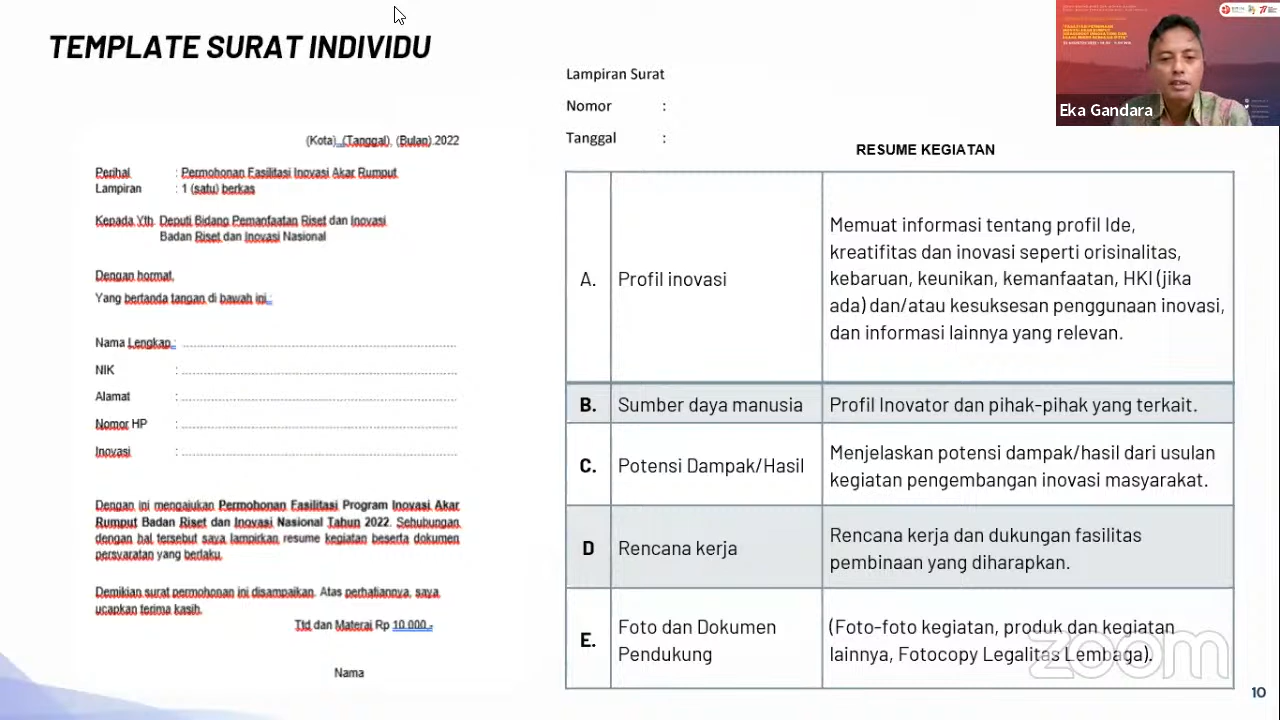 TEMPLATE SURAT INDIVIDU
(Kota), (Tanggal), (Bulan) 2022
Perihal : Permohonan Fasilitasi Inovasi Akar Rumput
Lampiran : 1 (satu) berkas
Kepada Yth. Deputi Bidang Pemanfaatan Riset dan Inovasi
Badan Riset dan Inovasi Nasional
Dengan hormat,
Yang bertanda tangan di bawah ini :
Nama Lengkap :
NIK :
Alamat :
Nomor HP :
Inovasi :
Dengan ini mengajukan Permohonan Fasilitasi Program Inovasi Akar
Rumput Badan Riset dan Inovasi Nasional Tahun 2022. Sehubungan
dengan hal tersebut saya lampirkan resume kegiatan beserta dokumen
persyaratan yang berlaku.
Demikian surat permohonan ini disampaikan. Atas perhatiannya, saya
ucapkan terima kasih.
Ttd dan Materai Rp 10.000,-
Nama
Lampiran Surat
Nomor :
Tanggal :
RESUME KEGIATAN
A. Profil inovasi
Memuat informasi tentang profil Ide,
kreatifitas dan inovasi seperti orisinalitas,
kebaruan, keunikan, kemanfaatan, HKI (jika
ada) dan/atau kesuksesan penggunaan inovasi,
dan informasi lainnya yang relevan.
B. Sumber daya manusia Profil Inovator dan pihak-pihak yang terkait.
C. Potensi Dampak/Hasil
Menjelaskan potensi dampak/hasil dari usulan
kegiatan pengembangan inovasi masyarakat.
D Rencana kerja
Rencana kerja dan dukungan fasilitas
pembinaan yang diharapkan.
E. Foto dan Dokumen
Pendukung
(Foto-foto kegiatan, produk dan kegiatan
lainnya, Fotocopy Legalitas Lembaga).
zoom
10
Eka Gandara